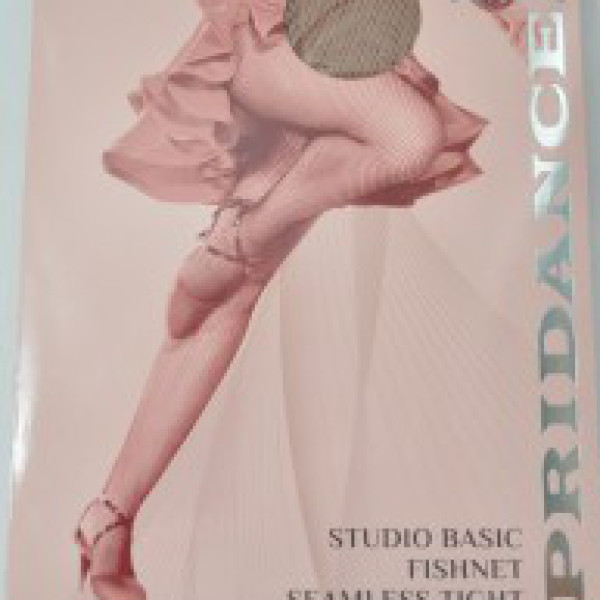 PRIDANCE
STUDIO BASIC
FISHNET
SEAMLESS TIGHT